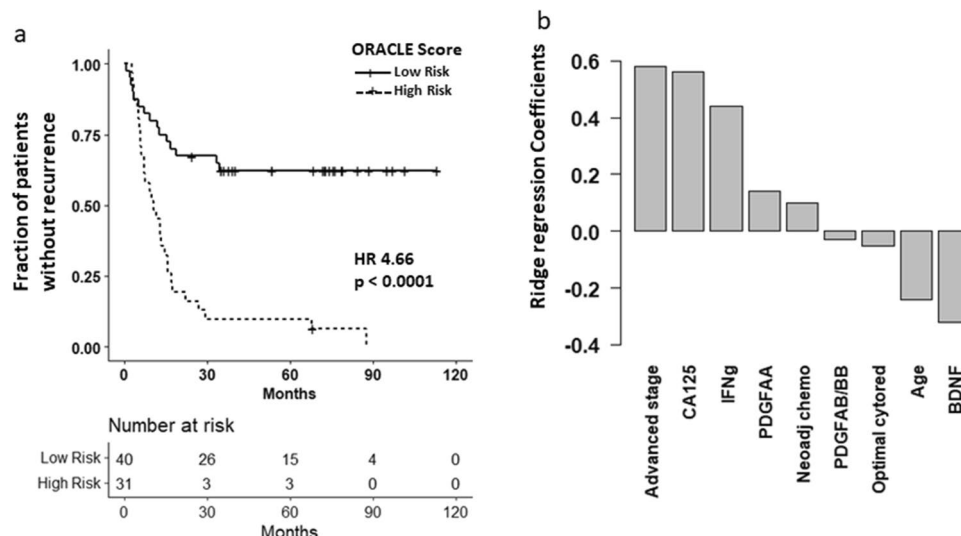 a
ORACLE Score
Low Risk
High Risk
Fraction of patients
without recurrence
1.00
0.75
0.50
0.25
0.00
HR 4.66
p < 0.0001
0 30 60 90 120
Months
Number at risk
Low Risk 40 26 15 4 0
High Risk 31 3 3 0 0
0 30 60 90 120
Months
b
Ridge regression Coefficients
0.6
0.4
0.2
0.0
-0.2
-0.4
Advanced stage
CA125
IFNg
PDGFAA
Neoadj chemo
PDGFAB/BB
Optimal cytored
Age
BDNF